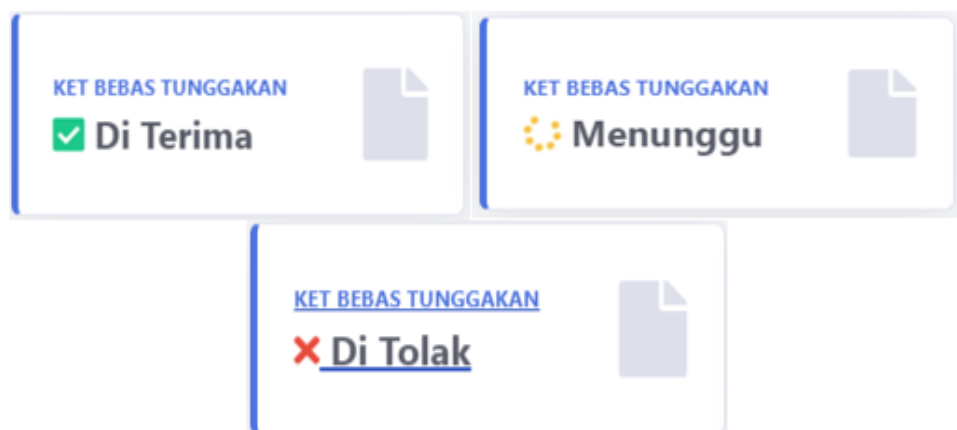 KET BEBAS TUNGGAKAN
Di Terima
KET BEBAS TUNGGAKAN
Menunggu
KET BEBAS TUNGGAKAN
Di Tolak